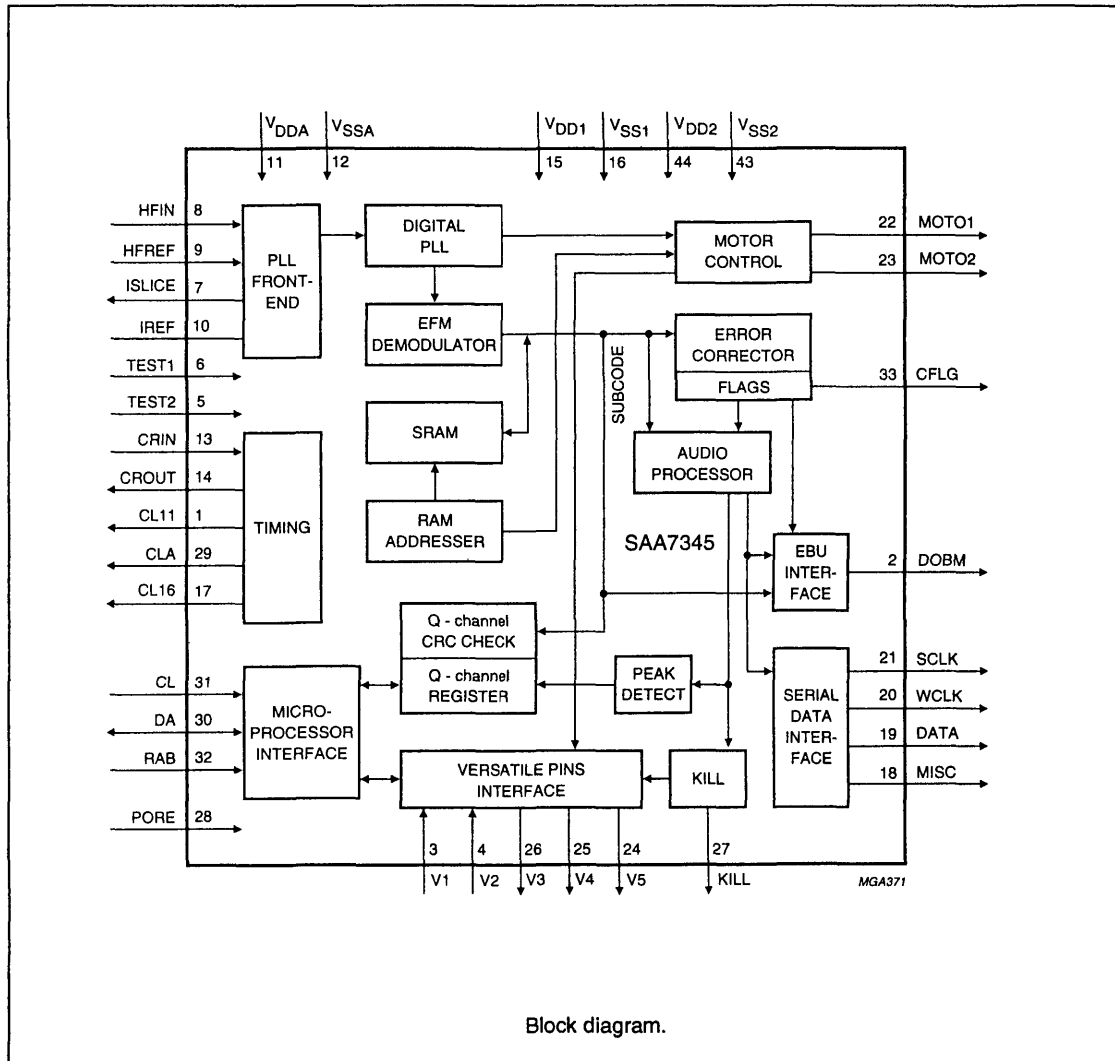 VDDA
VSSA
VDD1
VSS1
VDD2
VSS2
11
12
15
16
44
43
HFIN 8
HFREF 9
ISLICE 7
IREF 10
TEST1 6
TEST2 5
CRIN 13
CROUT 14
CL11 1
CLA 29
CL16 17
CL 31
DA 30
RAB 32
PORE 28
PLL
FRONT-
END
DIGITAL
PLL
EFM
DEMODULATOR
SRAM
RAM
ADDRESSER
TIMING
SUBCODE
MOTOR
CONTROL
ERROR
CORRECTOR
FLAGS
AUDIO
PROCESSOR
SAA7345
EBU
INTER-
FACE
Q - channel
CRC CHECK
Q - channel
REGISTER
PEAK
DETECT
MICRO-
PROCESSOR
INTERFACE
VERSATILE PINS
INTERFACE
KILL
SERIAL
DATA
INTER-
FACE
22 MOTO1
23 MOTO2
33 CFLG
2 DOBM
21 SCLK
20 WCLK
19 DATA
18 MISC
3
4
26
25
24
27
V1
V2
V3
V4
V5
KILL
MGA371
Block diagram.